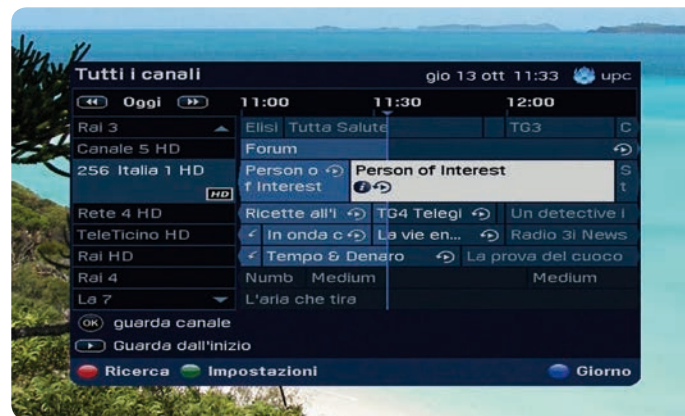 Tutti i canali gio 13 ott 11:33 upc
Oggi 11:00 11:30 12:00
Rai 3 Elisi Tutta Salute TG3 C
Canale 5 HD Forum
256 Italia 1 HD Person o Person of Interest S
HD f Interest i t
Rete 4 HD Ricette all'i TG4 Telegi Un detective i
TeleTicino HD In onda c La vie en... Radio 3i News
Rai HD Tempo & Denaro La prova del cuoco
Rai 4 Numb Medium Medium
La 7 L'aria che tira
OK guarda canale
Guarda dall'inizio
Ricerca Impostazioni Giorno